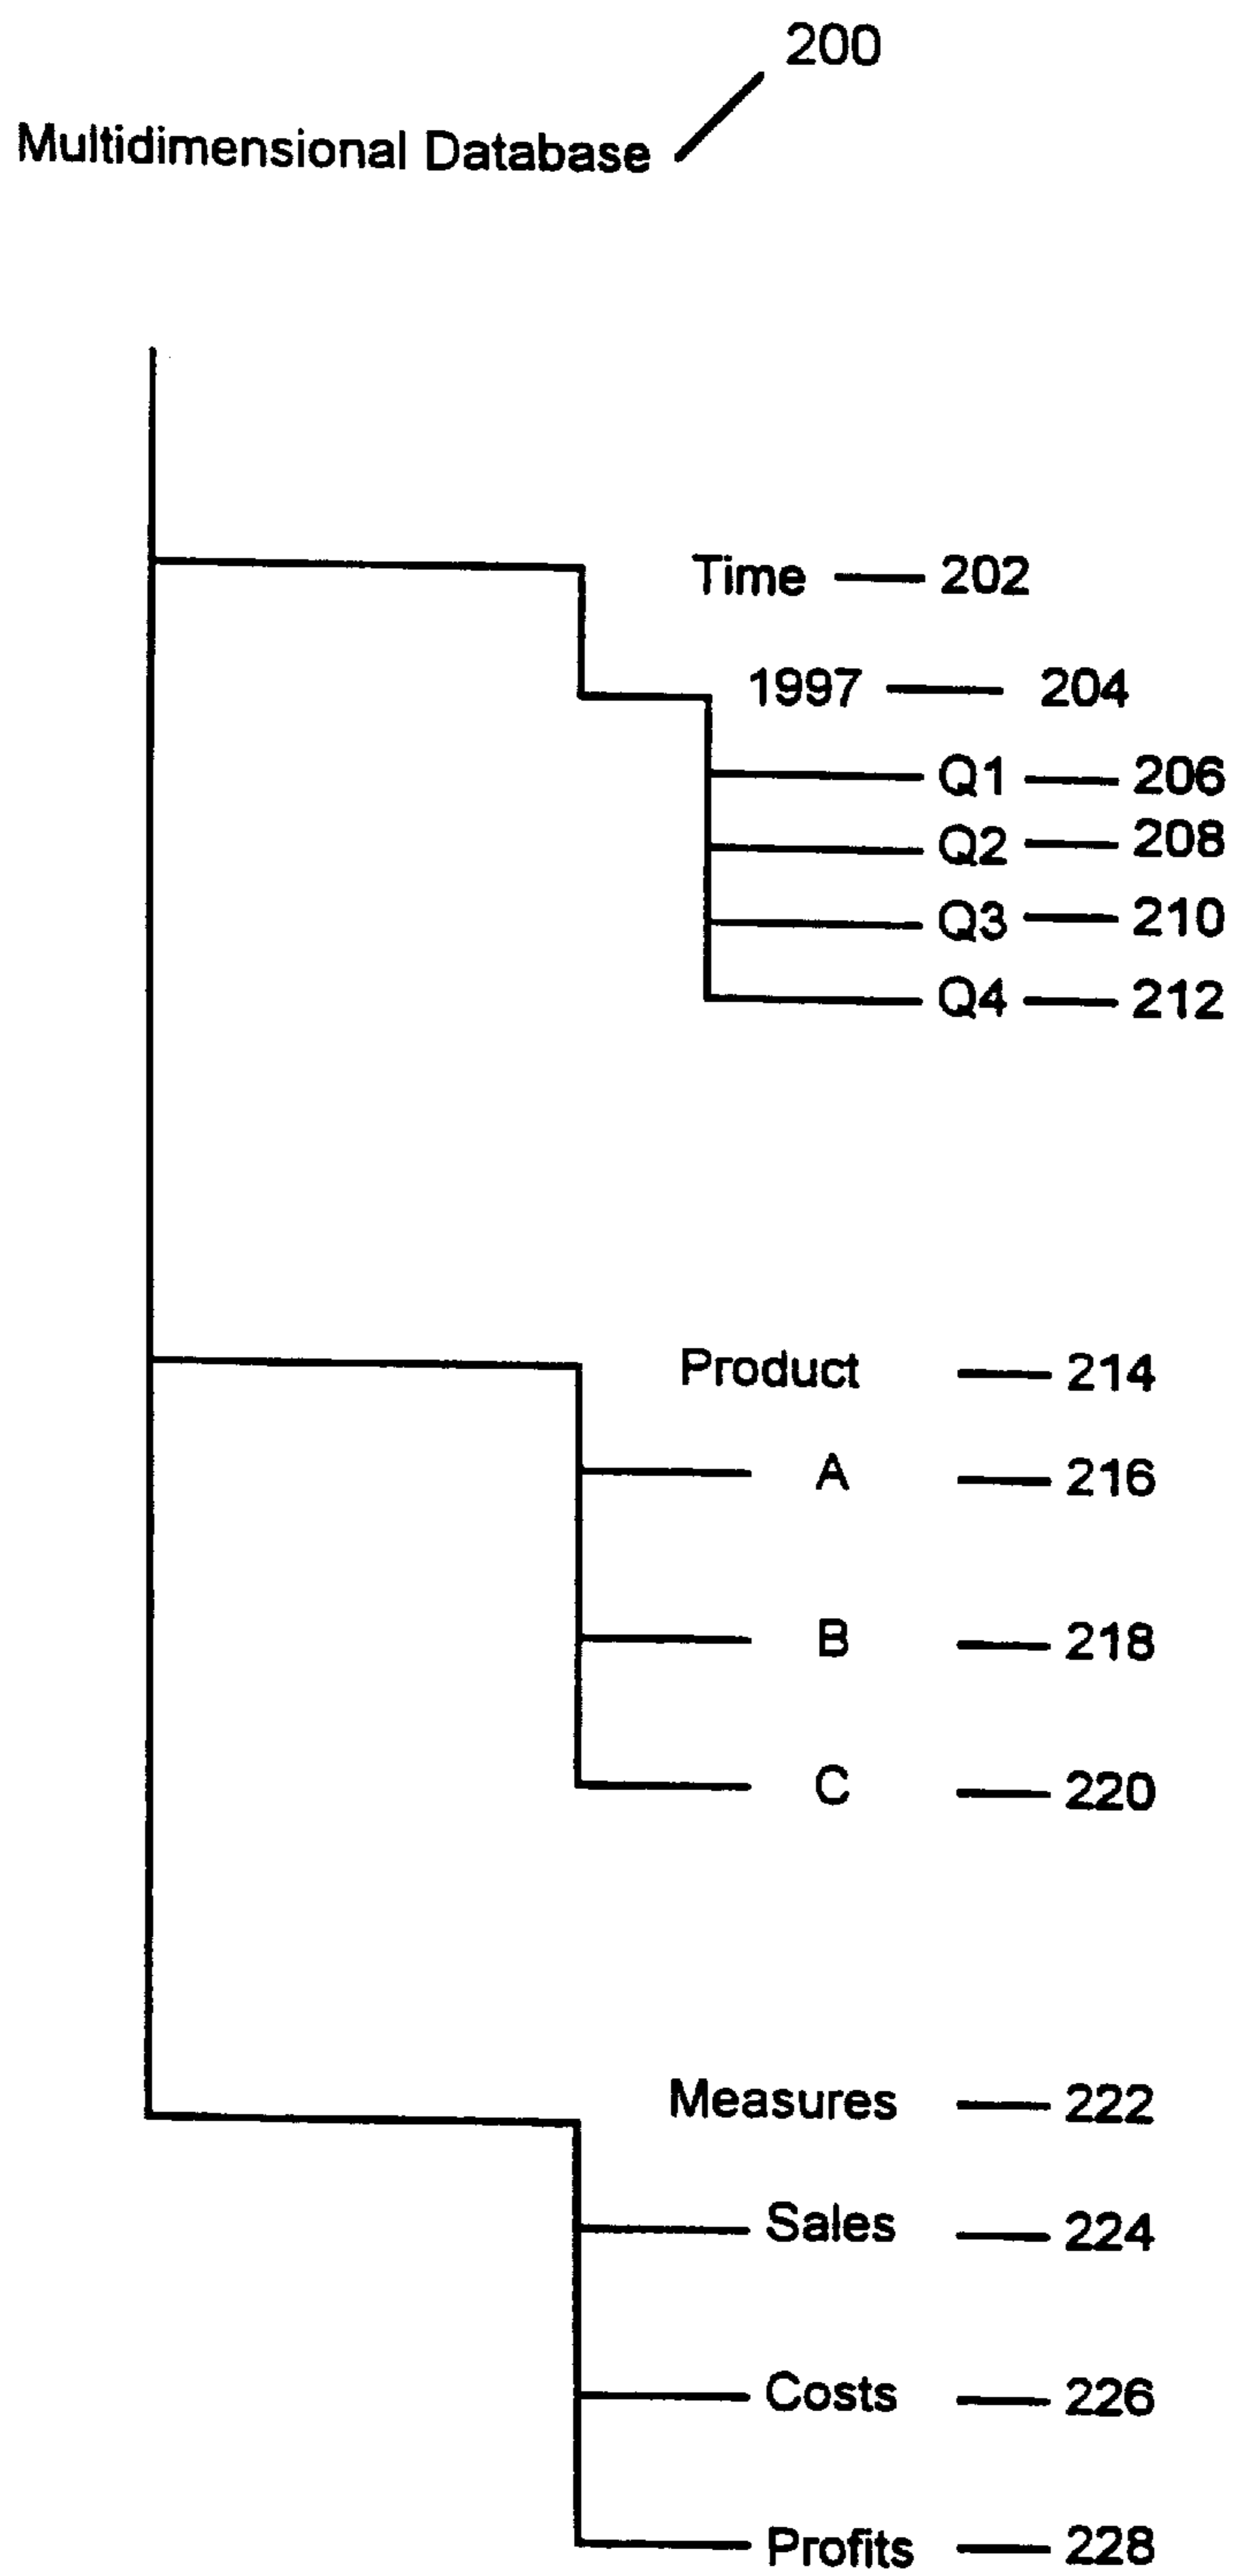 200
Multidimensional Database
Time 202
1997 204
Q1 206
Q2 208
Q3 210
Q4 212
Product 214
A 216
B 218
C 220
Measures 222
Sales 224
Costs 226
Profits 228